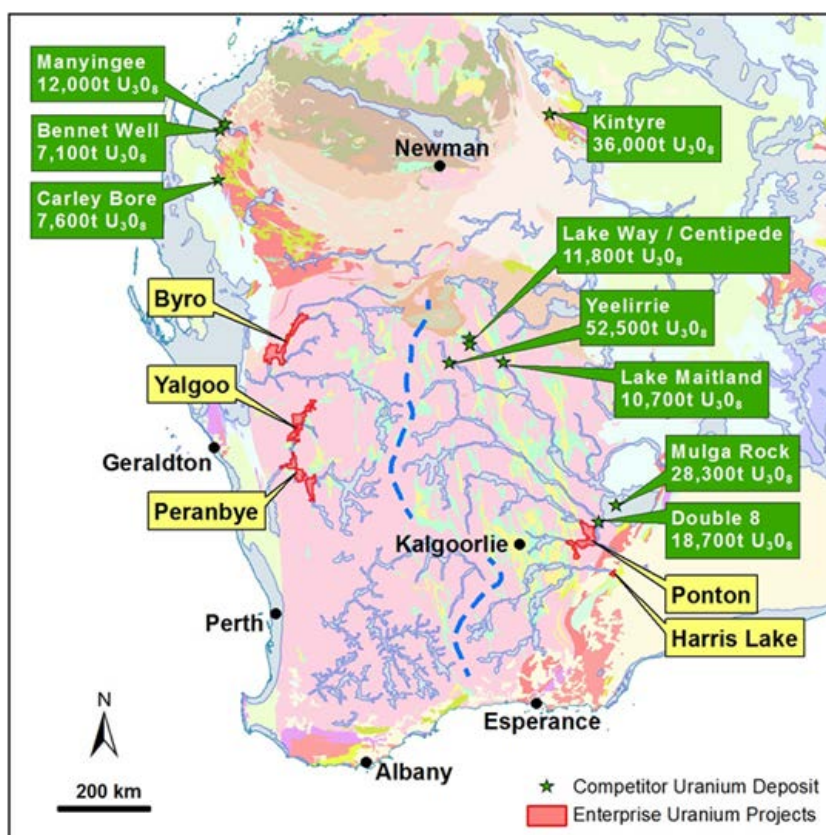 Manyingee
12,000t U₃0₈
Bennet Well
7,100t U₃0₈
Carley Bore
7,600t U₃0₈
Newman
Kintyre
36,000t U₃0₈
Lake Way / Centipede
11,800t U₃0₈
Byro
Yeelirrie
52,500t U₃0₈
Lake Maitland
10,700t U₃0₈
Yalgoo
Geraldton
Peranbye
Mulga Rock
28,300t U₃0₈
Double 8
18,700t U₃0₈
Kalgoorlie
Ponton
Perth
Harris Lake
Esperance
Albany
N
200 km
Competitor Uranium Deposit
Enterprise Uranium Projects